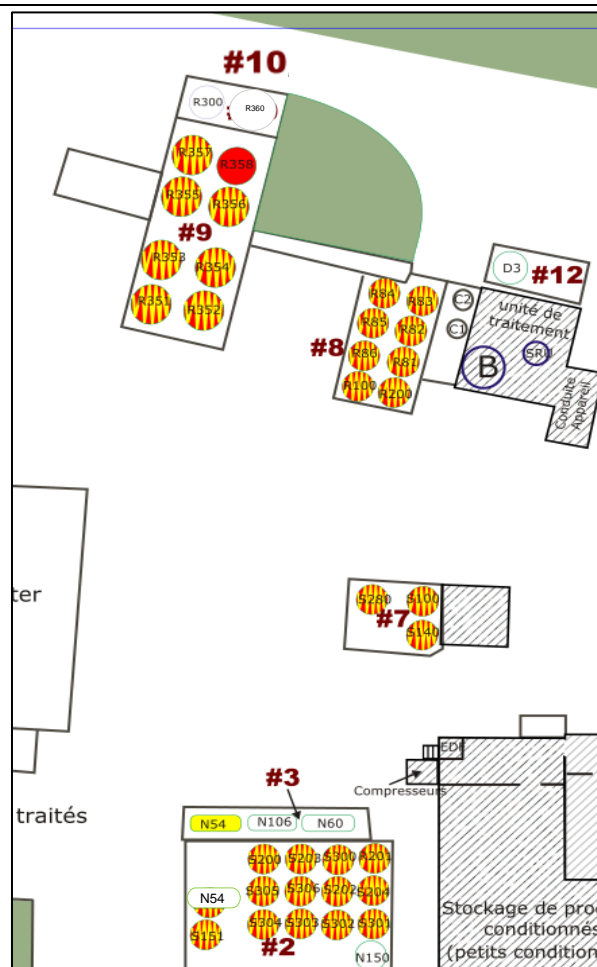 #10
R300 R360
R357 R358
R355 R356
#9
R353 R354
R351 R352
D3 #12
R84 R83 C2
R85 R82 C1
unité de
traitement
#8
R86 R81 B SRU
R100 R200
Conduite
Appareil
ter
S280 S100
#7
S140
EDF
Compresseurs
#3
traités
N54 N106 N60
S200 S203 S300 R201
N54 S305 S306 S202 S204
S151 S304 S303 S302 S301
#2
N150
Stockage de pro
conditionnés
(petits condition